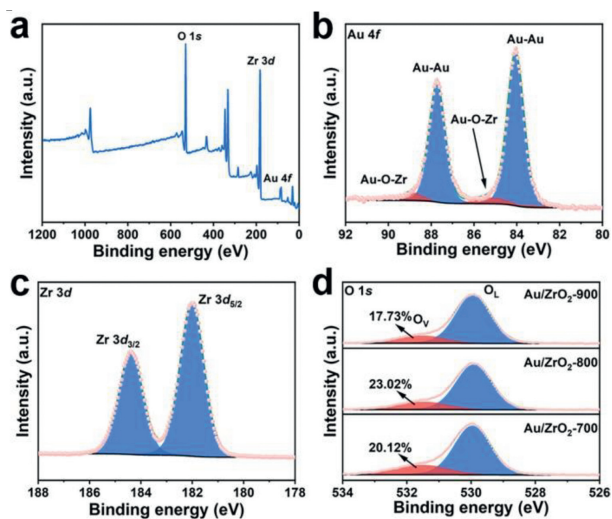 a
O 1s
Zr 3d
Au 4f
Intensity (a.u.)
1200 1000 800 600 400 200 0
Binding energy (eV)
b
Au 4f
Au-Au
Au-Au
Au-O-Zr
Au-O-Zr
Intensity (a.u.)
92 90 88 86 84 82 80
Binding energy (eV)
c
Zr 3d
Zr 3d5/2
Zr 3d3/2
Intensity (a.u.)
188 186 184 182 180 178
Binding energy (eV)
d
O 1s
OL
Au/ZrO2-900
17.73%
OV
23.02%
Au/ZrO2-800
20.12%
Au/ZrO2-700
Intensity (a.u.)
534 532 530 528 526
Binding energy (eV)